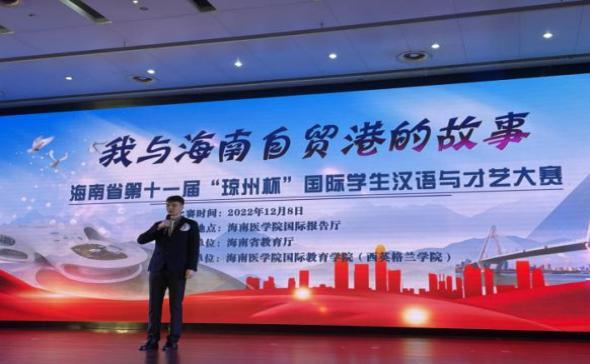 我与海南自贸港的故事
海南省第十一届“琼州杯”国际学生汉语与才艺大赛
赛时间：2022年12月8日
地点：海南医学院国际报告厅
单位：海南省教育厅
单位：海南医学院国际教育学院（西英格兰学院）